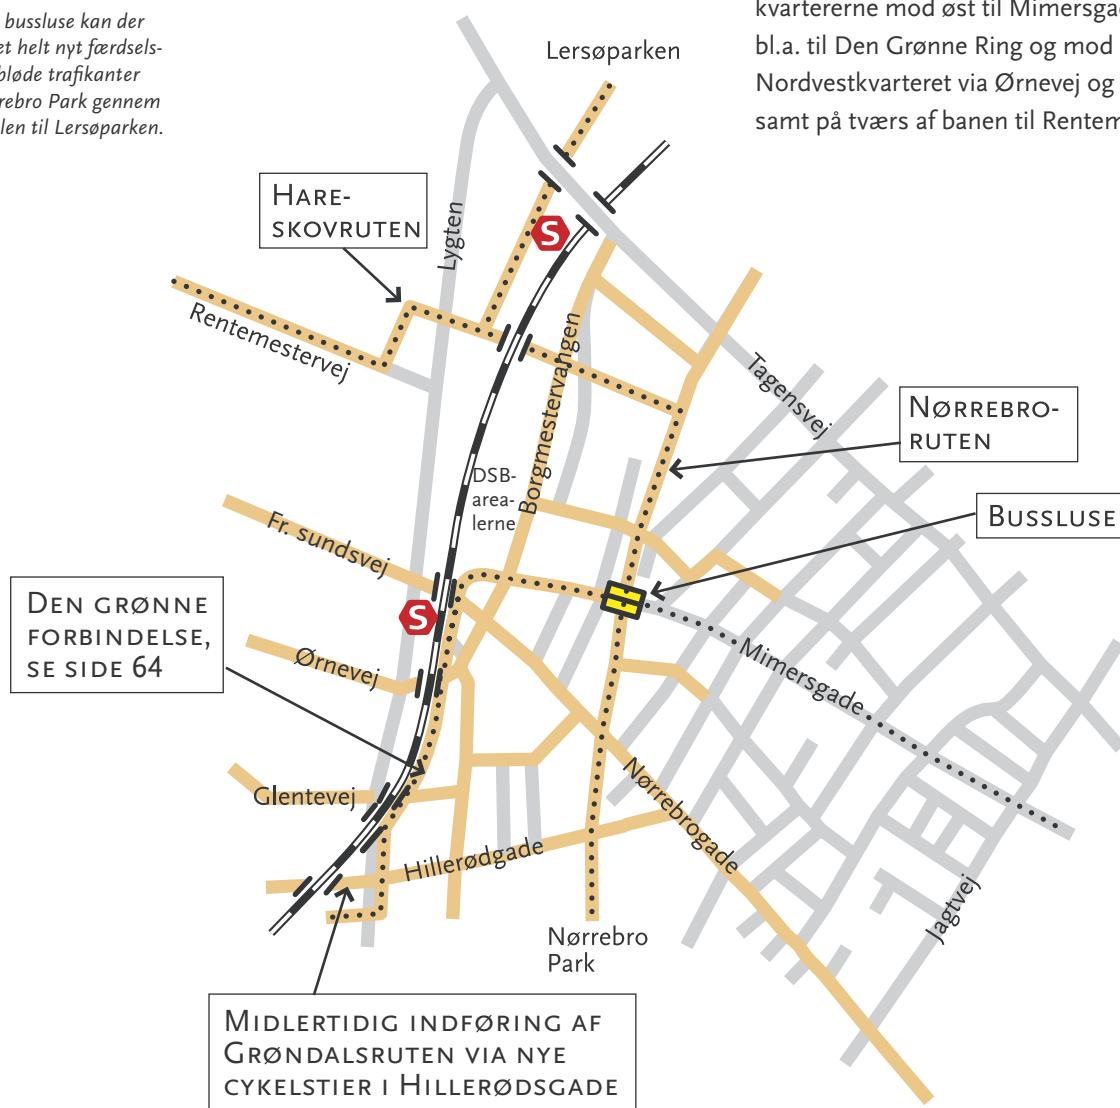 bussluse kan der
et helt nyt færdsels-
bløde trafikanter
rebro Park gennem
len til Lersøparken.
kvartererne mod øst til Mimersgad
bl.a. til Den Grønne Ring og mod
Nordvestkvarteret via Ørnevej og
samt på tværs af banen til Rentem
Lersøparken
HARE-
SKOVRUTEN
Lygten
S
Rentemestervej
Borgmestervangen
Tagensvej
NØRREBRO-
RUTEN
DSB-
area-
lerne
BUSSLUSE
Fr. sundsvej
DEN GRØNNE
FORBINDELSE,
SE SIDE 64
S
Ørnevej
Mimersgade
Glentevej
Nørrebrogade
Hillerødgade
Jagtvej
Nørrebro
Park
MIDLERTIDIG INDFØRING AF
GRØNDALSRUTEN VIA NYE
CYKELSTIER I HILLERØDSGADE